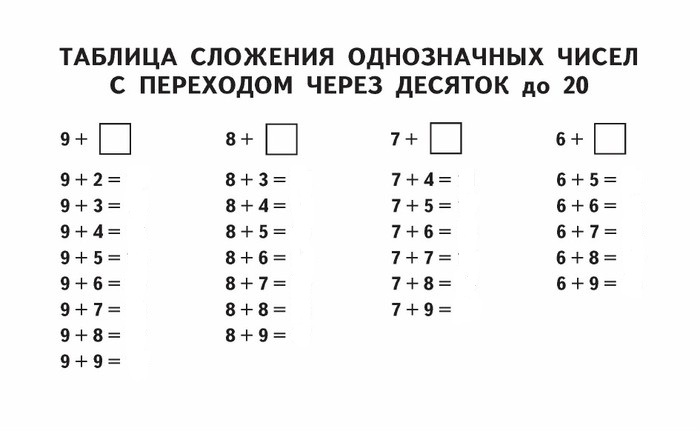 ТАБЛИЦА СЛОЖЕНИЯ ОДНОЗНАЧНЫХ ЧИСЕЛ
С ПЕРЕХОДОМ ЧЕРЕЗ ДЕСЯТОК до 20
9 +
9 + 2 =
9 + 3 =
9 + 4 =
9 + 5 =
9 + 6 =
9 + 7 =
9 + 8 =
9 + 9 =
8 +
8 + 3 =
8 + 4 =
8 + 5 =
8 + 6 =
8 + 7 =
8 + 8 =
8 + 9 =
7 +
7 + 4 =
7 + 5 =
7 + 6 =
7 + 7 =
7 + 8 =
7 + 9 =
6 +
6 + 5 =
6 + 6 =
6 + 7 =
6 + 8 =
6 + 9 =